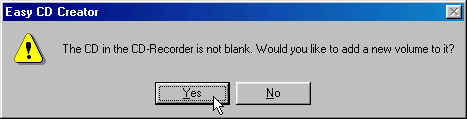 Easy CD Creator
The CD in the CD-Recorder is not blank. Would you like to add a new volume to it?
Yes No